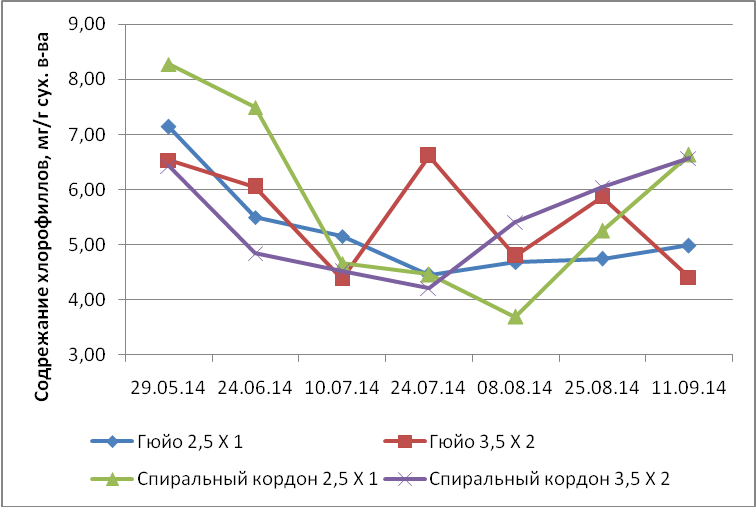 Содрежание хлорофиллов, мг/г сух. в-ва
9,00
8,00
7,00
6,00
5,00
4,00
3,00
29.05.14 24.06.14 10.07.14 24.07.14 08.08.14 25.08.14 11.09.14
Гюйо 2,5 Х 1 Гюйо 3,5 Х 2
Спиральный кордон 2,5 Х 1 Спиральный кордон 3,5 Х 2